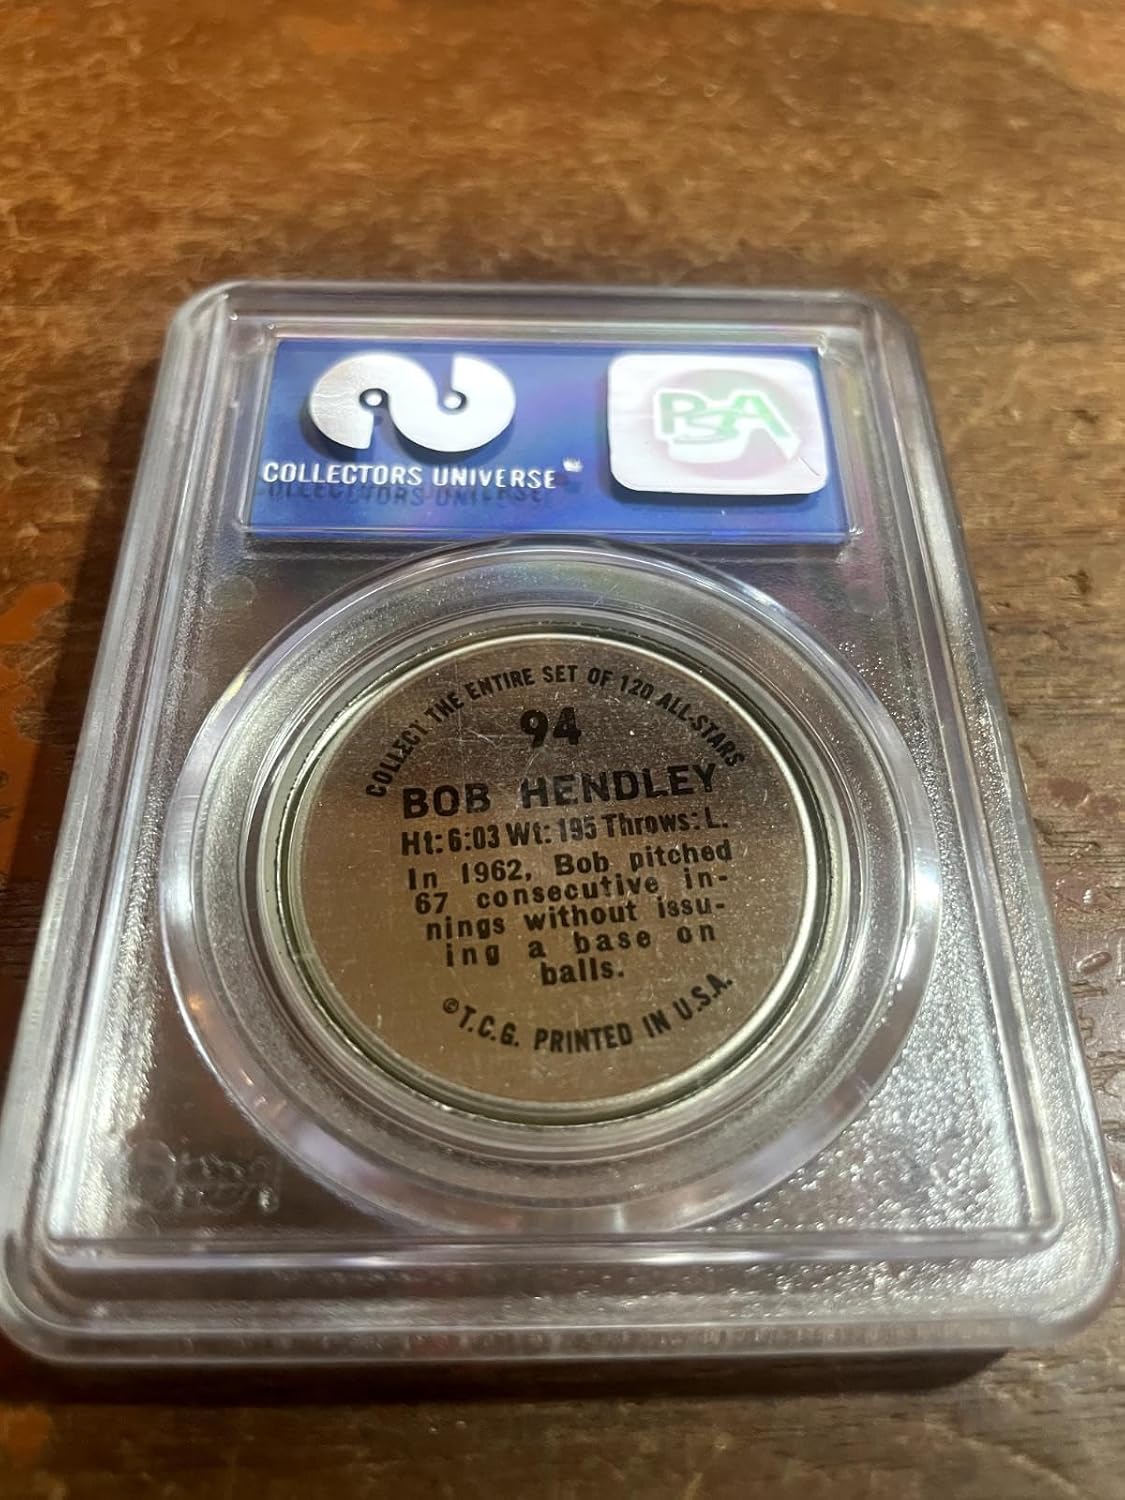 COLLECTORS UNIVERSE™
PSA
COLLECT THE ENTIRE SET OF 120 ALL-STARS
94
BOB HENDLEY
Ht: 6:03 Wt: 195 Throws: L.
In 1962, Bob pitched
67 consecutive in-
nings without issu-
ing a base on
balls.
©T.C.G. PRINTED IN U.S.A.